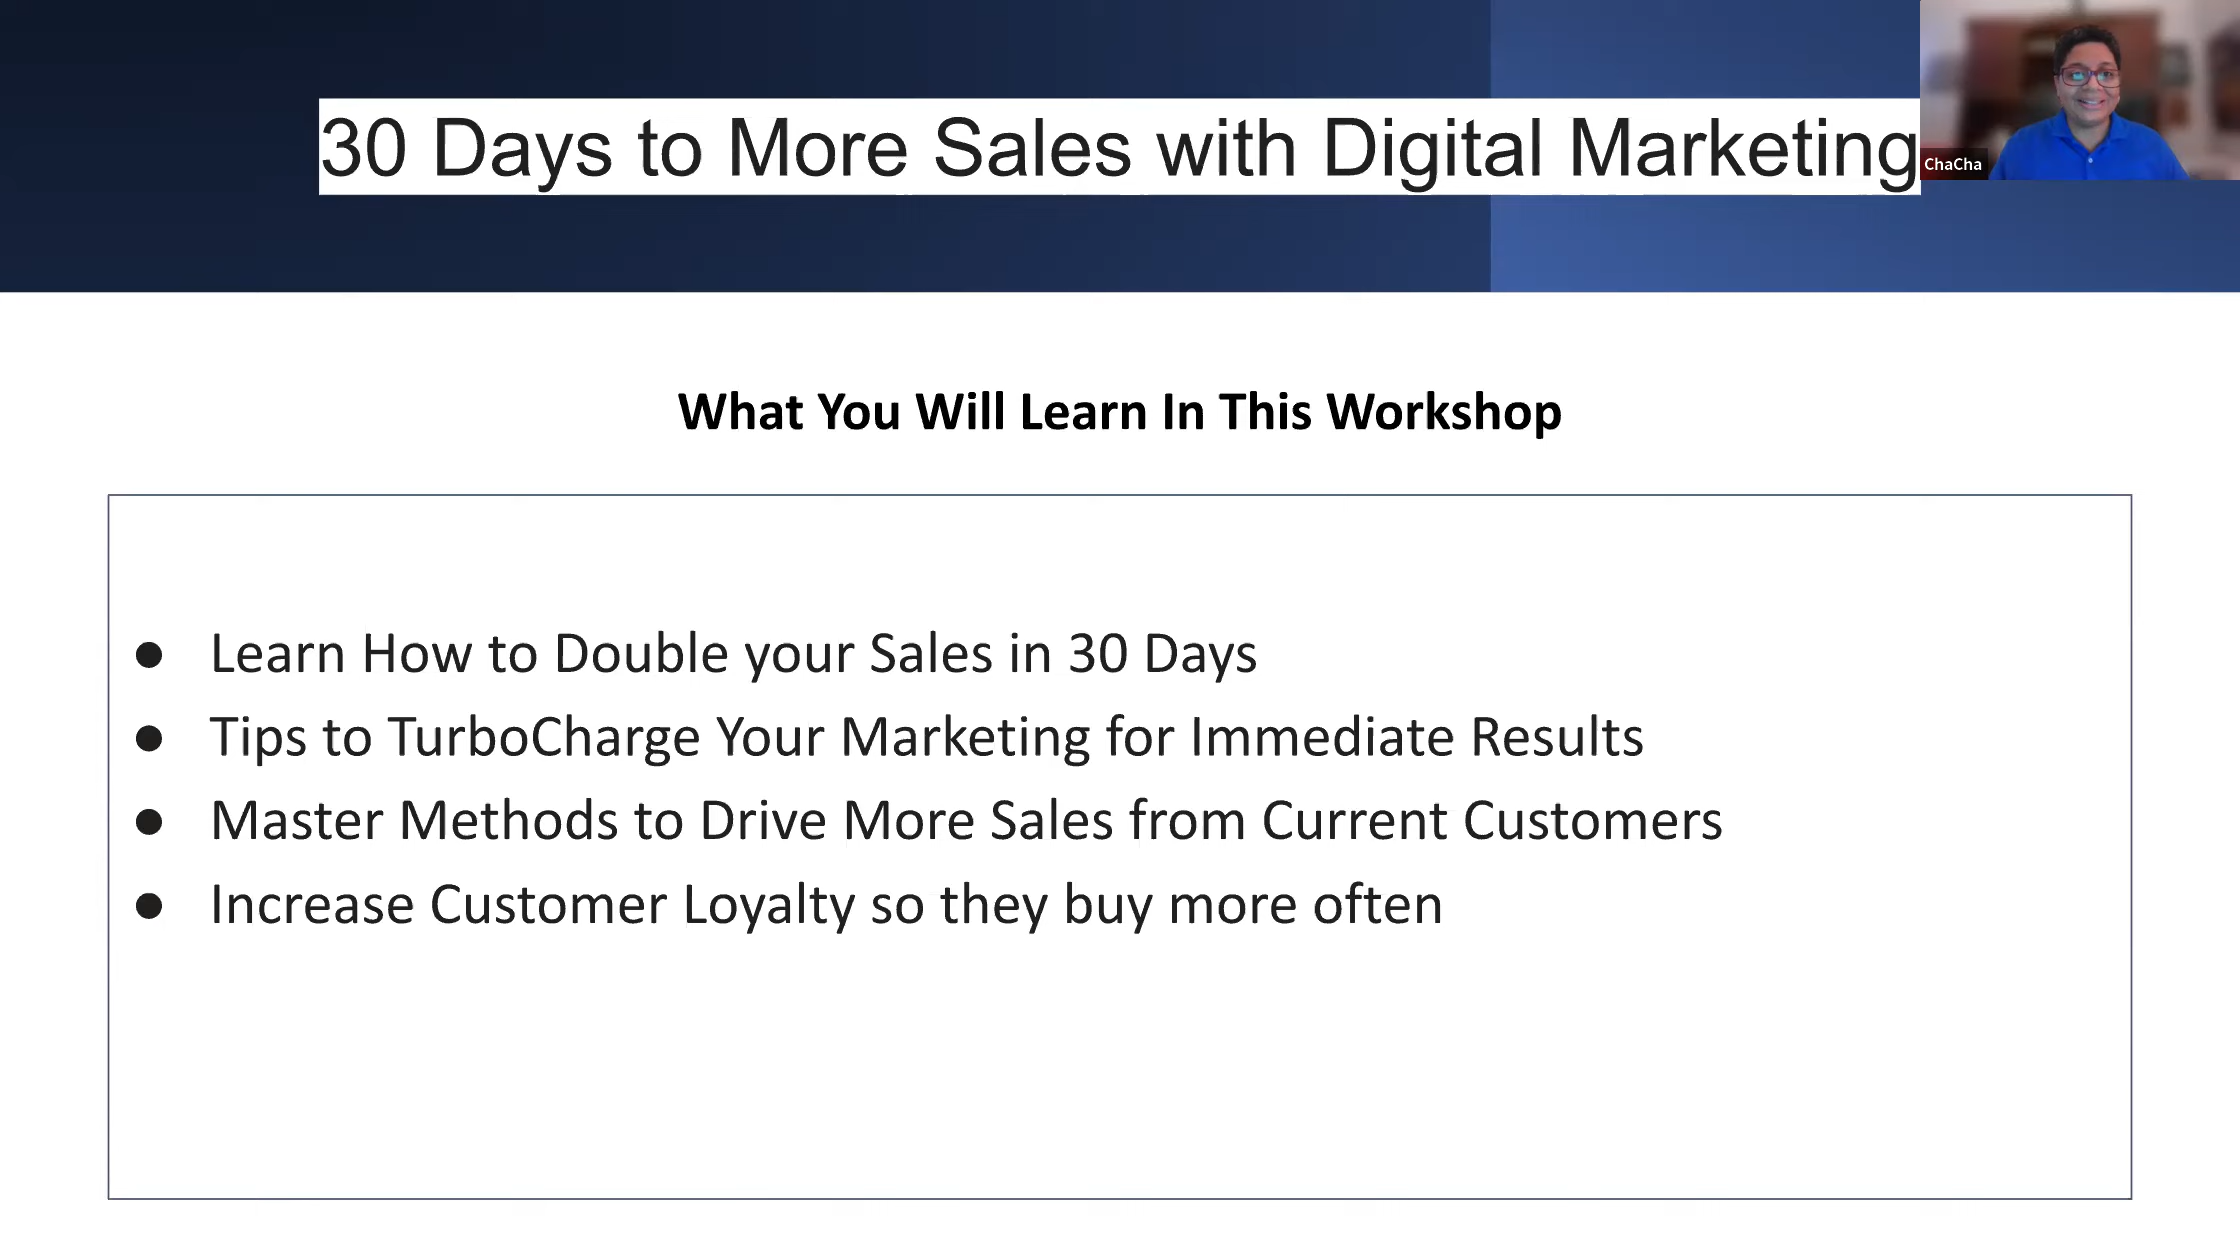 30 Days to More Sales with Digital Marketing
ChaCha
What You Will Learn In This Workshop
● Learn How to Double your Sales in 30 Days
● Tips to TurboCharge Your Marketing for Immediate Results
● Master Methods to Drive More Sales from Current Customers
● Increase Customer Loyalty so they buy more often